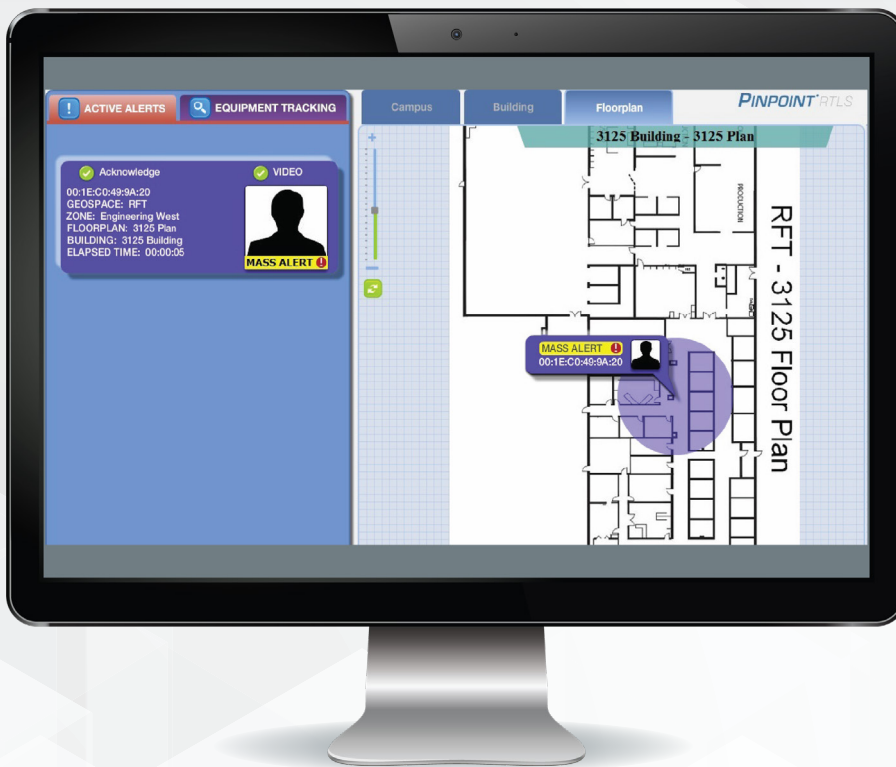 ACTIVE ALERTS
EQUIPMENT TRACKING
Campus
Building
Floorplan
PINPOINT RTLS
3125 Building - 3125 Plan
Acknowledge
VIDEO
00:1E:C0:49:9A:20
GEOSPACE: RFT
ZONE: Engineering West
FLOORPLAN: 3125 Plan
BUILDING: 3125 Building
ELAPSED TIME: 00:00:05
MASS ALERT
PRODUCTION
RFT - 3125 Floor Plan
MASS ALERT
00:1E:C0:49:9A:20